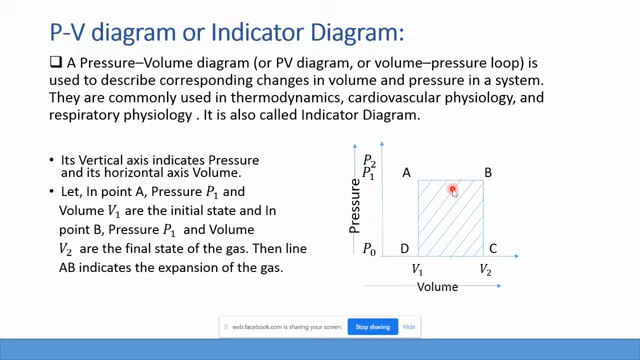 P-V diagram or Indicator Diagram:
❑ A Pressure–Volume diagram (or PV diagram, or volume–pressure loop) is
used to describe corresponding changes in volume and pressure in a system.
They are commonly used in thermodynamics, cardiovascular physiology, and
respiratory physiology . It is also called Indicator Diagram.
• Its Vertical axis indicates Pressure
and its horizontal axis Volume.
• Let, In point A, Pressure P₁ and
Volume V₁ are the initial state and In
point B, Pressure P₁ and Volume
V₂ are the final state of the gas. Then line
AB indicates the expansion of the gas.
P₂
P₁ A B
Pressure
P₀ D C
V₁ V₂
Volume
web.facebook.com is sharing your screen. Stop sharing Hide